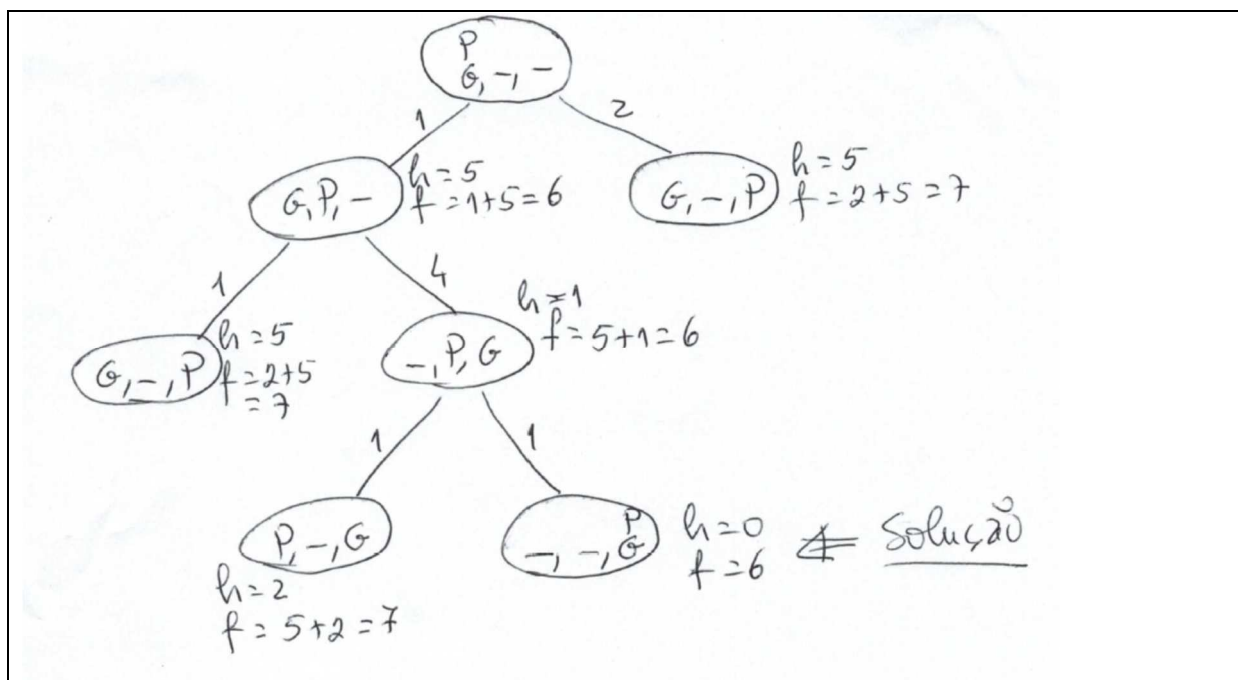 P
G, -, -
1
2
G, P, -
h = 5
f = 1+5 = 6
G, -, P
h = 5
f = 2+5 = 7
1
4
G, -, P
h = 5
f = 2+5
= 7
-, P, G
h = 1
f = 5+1 = 6
1
1
P, -, G
h = 2
f = 5+2 = 7
P
-, -, G
h = 0
f = 6
⇐ Solução